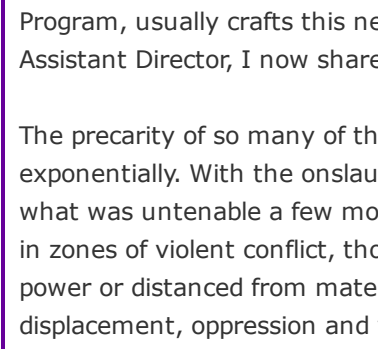 Program, usually crafts this ne
Assistant Director, I now share
The precarity of so many of th
exponentially. With the onslau
what was untenable a few mo
in zones of violent conflict, tho
power or distanced from mate
displacement, oppression and